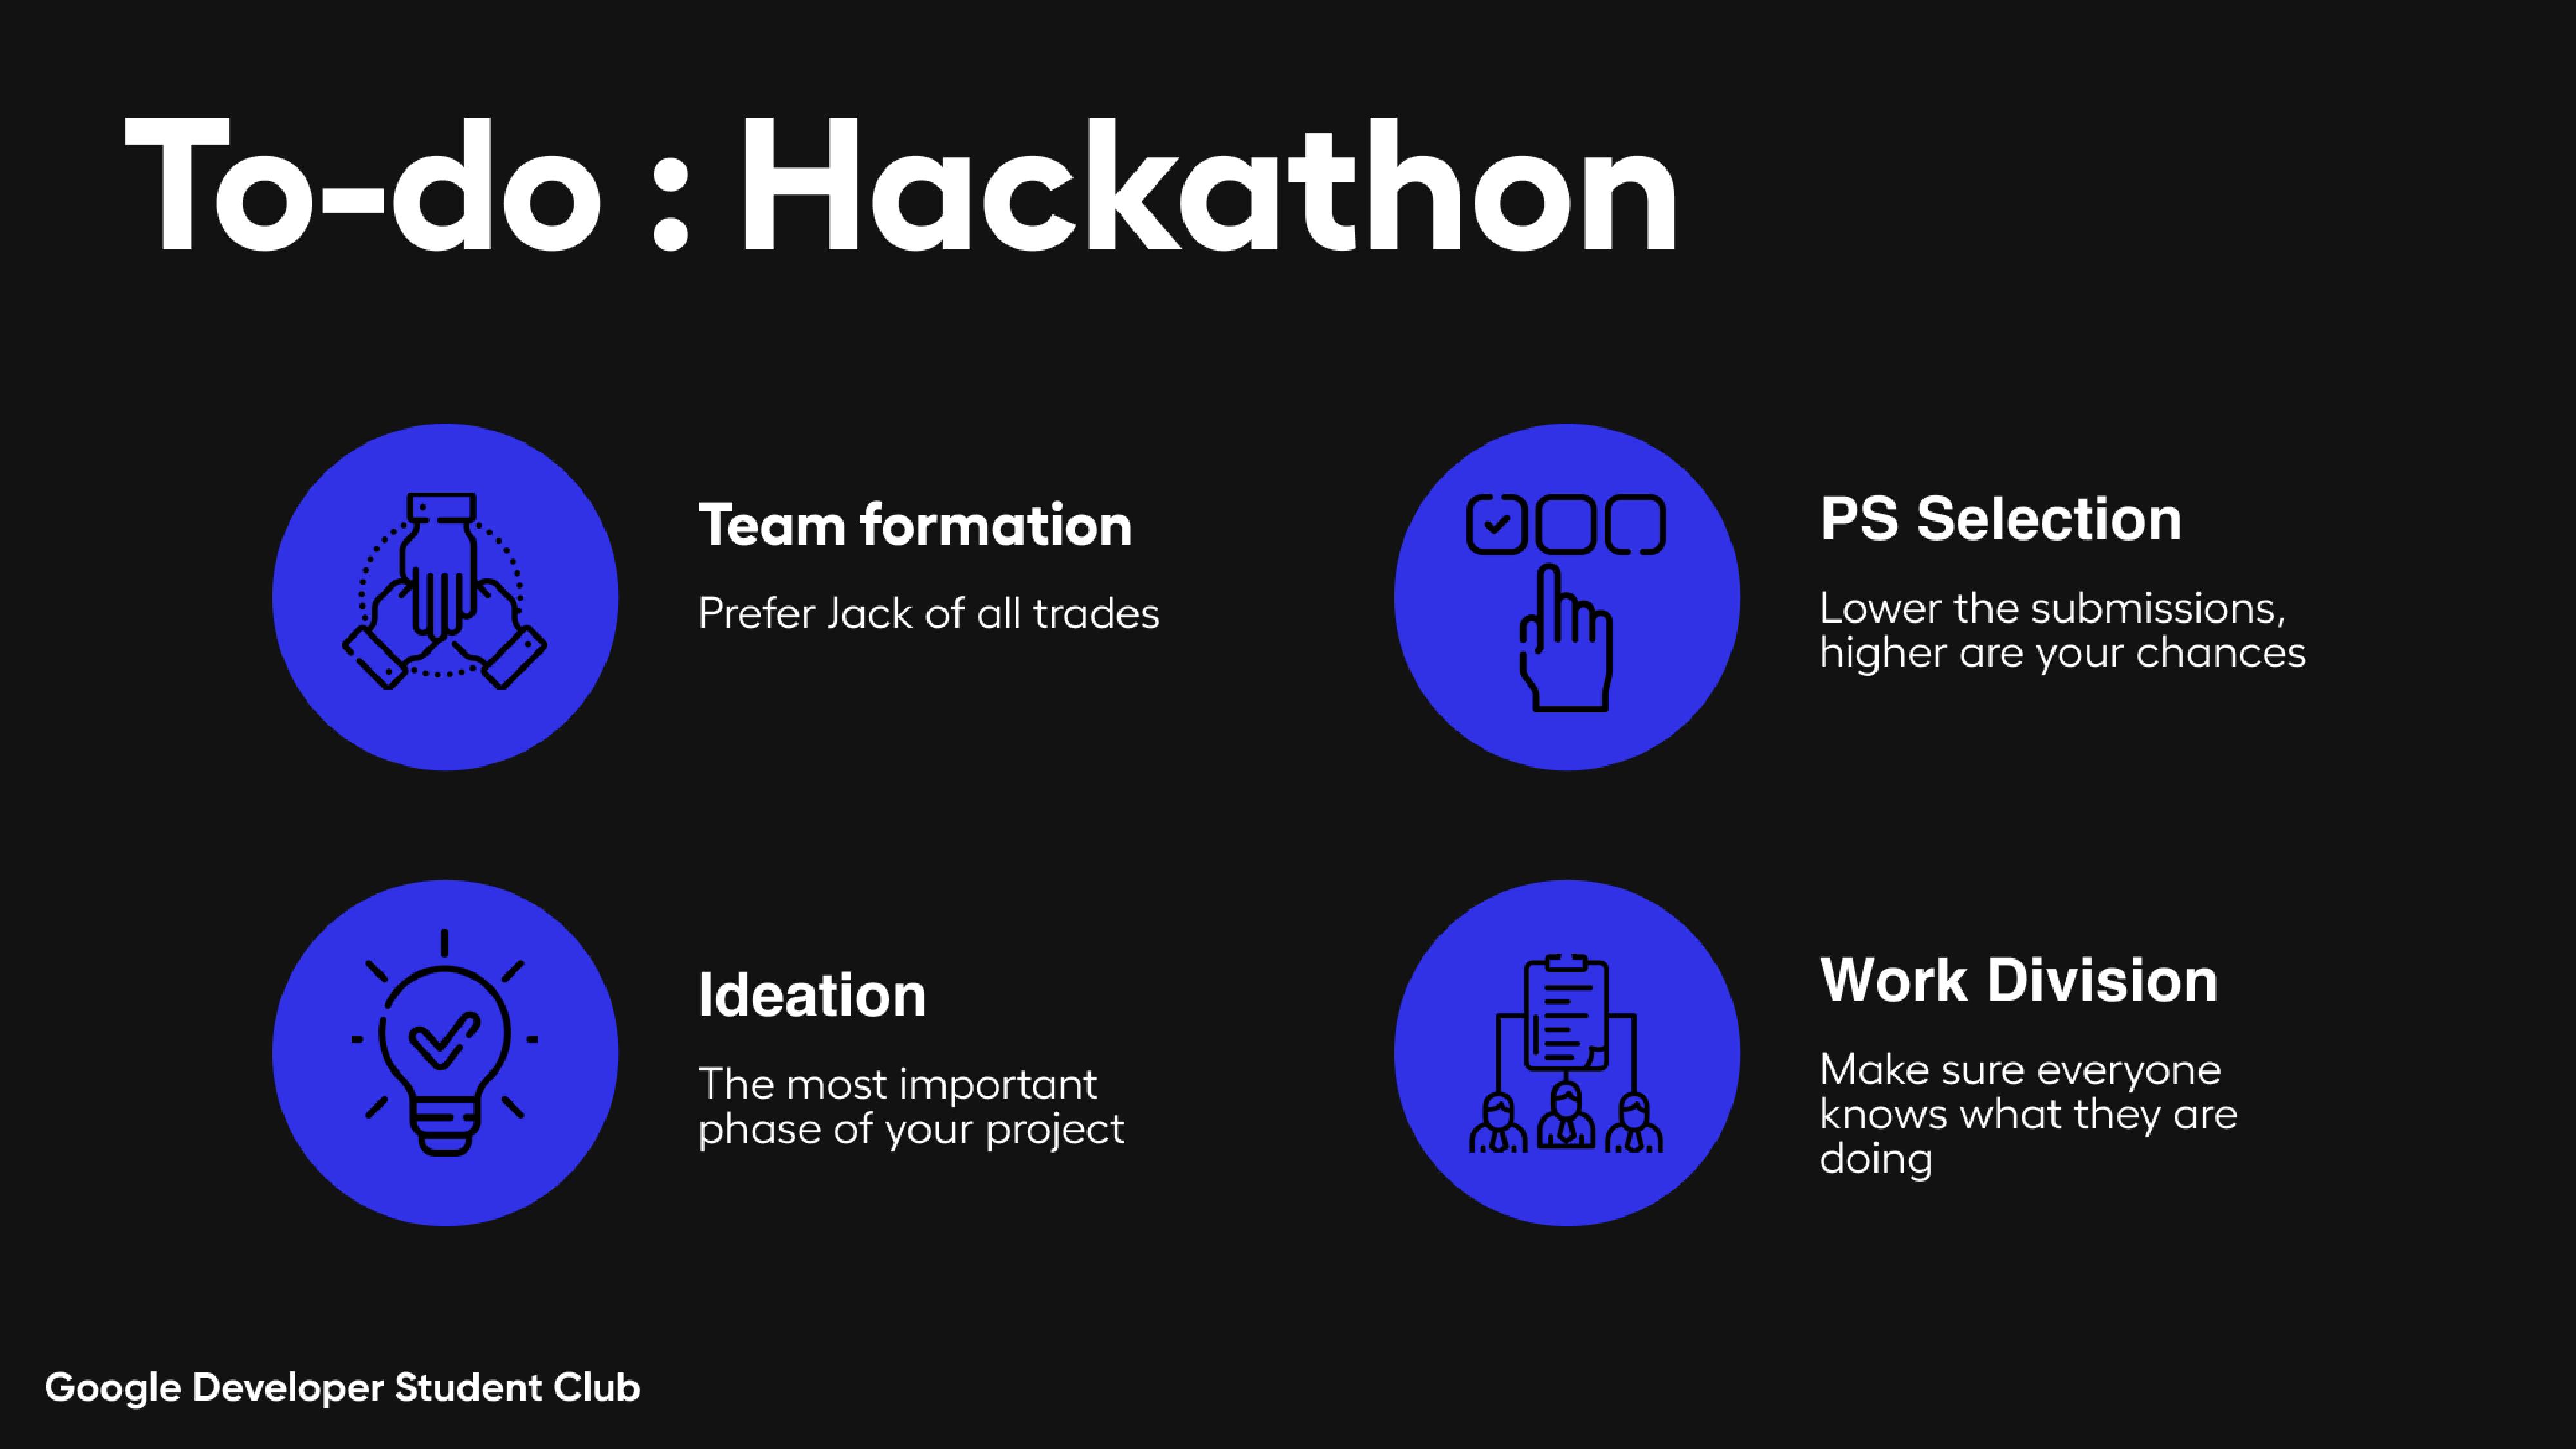 To-do : Hackathon
Team formation
Prefer Jack of all trades
PS Selection
Lower the submissions,
higher are your chances
Ideation
The most important
phase of your project
Work Division
Make sure everyone
knows what they are
doing
Google Developer Student Club